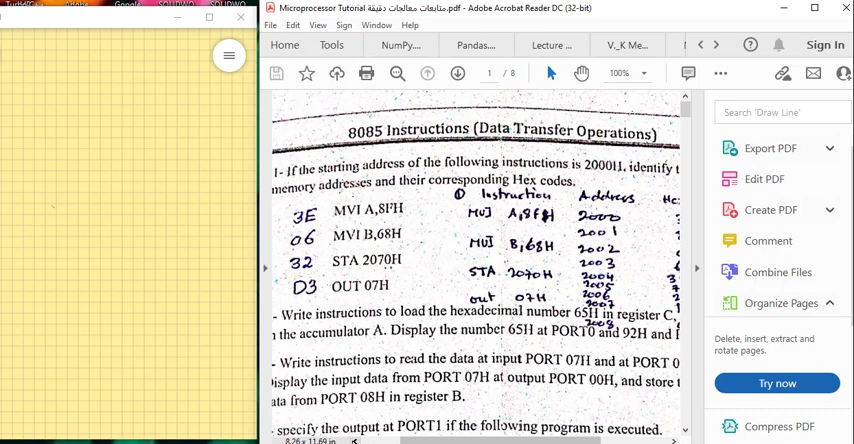 متابعات معالجات دقيقة Microprocessor Tutorial.pdf - Adobe Acrobat Reader DC (32-bit)
File Edit View Sign Window Help
Home Tools NumPy.... Pandas.... Lecture ... V._K Me... Sign In
1 / 8 100%
8085 Instructions (Data Transfer Operations)
1- If the starting address of the following instructions is 2000H, identify t
memory addresses and their corresponding Hex codes.
① Instruction Address He
3E MVI A,8FH MVI A,8FH 2000
2001
06 MVI B,68H MVI B,68H 2002
2003
32 STA 2070H STA 2070H 2004
2005
D3 OUT 07H out 07H 2006
2007
2008
- Write instructions to load the hexadecimal number 65H in register C,
n the accumulator A. Display the number 65H at PORT0 and 92H and
- Write instructions to read the data at input PORT 07H and at PORT 0
isplay the input data from PORT 07H at output PORT 00H, and store t
ata from PORT 08H in register B.
- specify the output at PORT1 if the following program is executed.
8.26 x 11.69 in
Search 'Draw Line'
Export PDF
Edit PDF
Create PDF
Comment
Combine Files
Organize Pages
Delete, insert, extract and
rotate pages.
Try now
Compress PDF